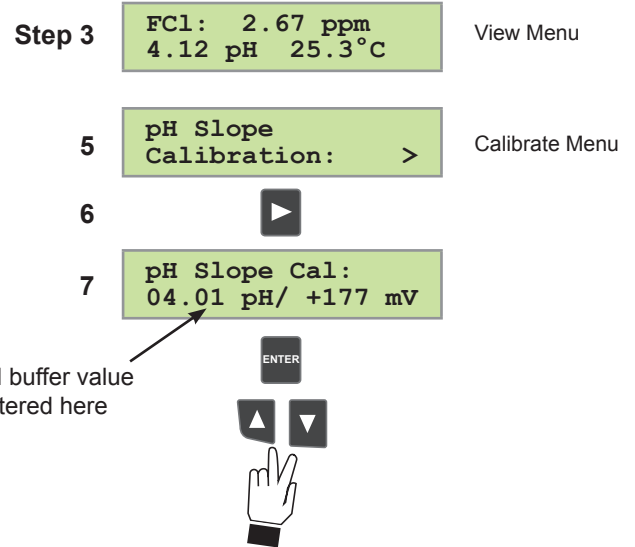 Step 3
FCl: 2.67 ppm
4.12 pH 25.3°C
View Menu
5
pH Slope
Calibration: >
Calibrate Menu
6
7
pH Slope Cal:
04.01 pH/ +177 mV
buffer value
here
ENTER